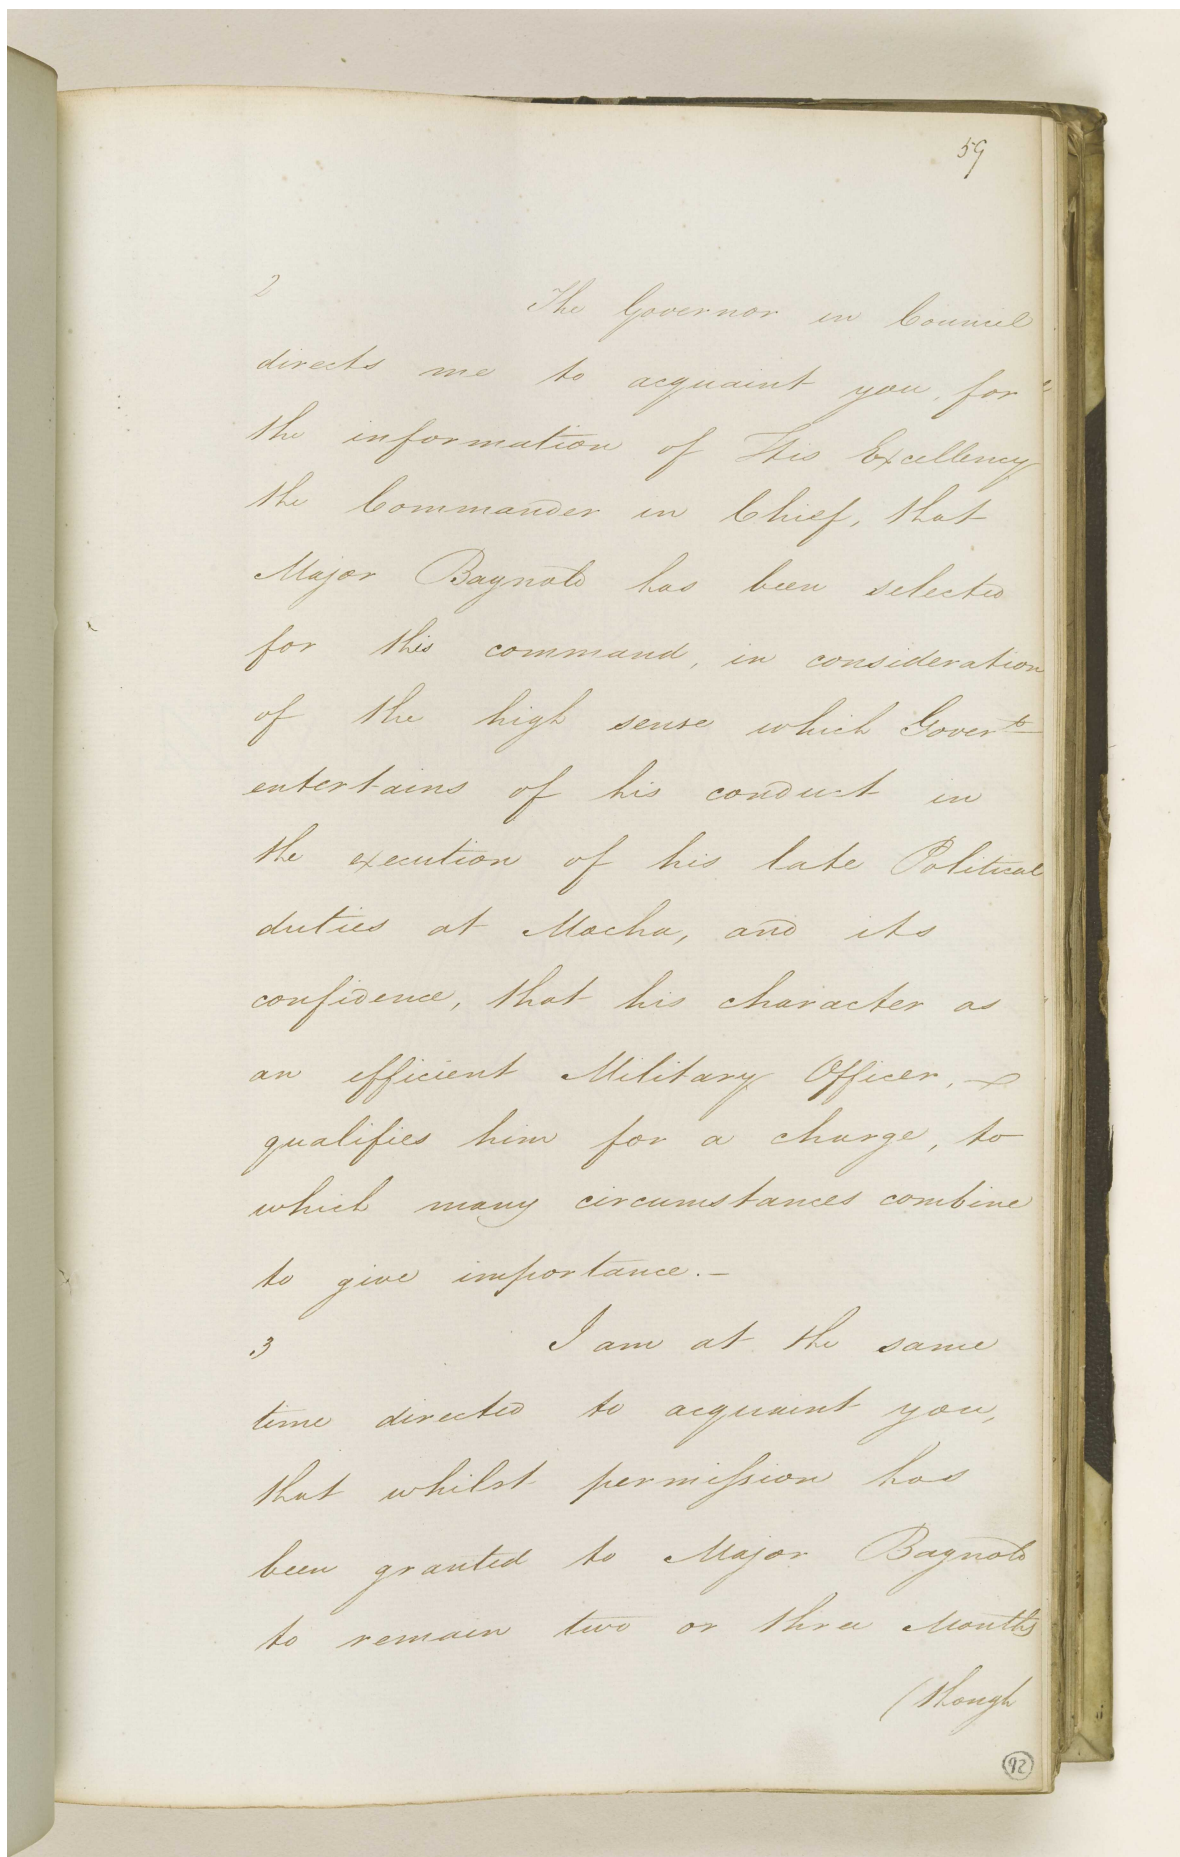 59
2 The Governor in Council
directs me to acquaint you, for
the information of His Excellency
the Commander in Chief, that
Major Bagnold has been selected
for this command, in consideration
of the high sense which Gover^t
entertains of his conduct in
the execution of his late Political
duties at Mocha, and its
confidence, that his character as
an efficient Military Officer,
qualifies him for a charge, to
which many circumstances combine
to give importance.—
3 I am at the same
time directed to acquaint you,
that whilst permiſsion has
been granted to Major Bagnold
to remain two or three Months
(though
92